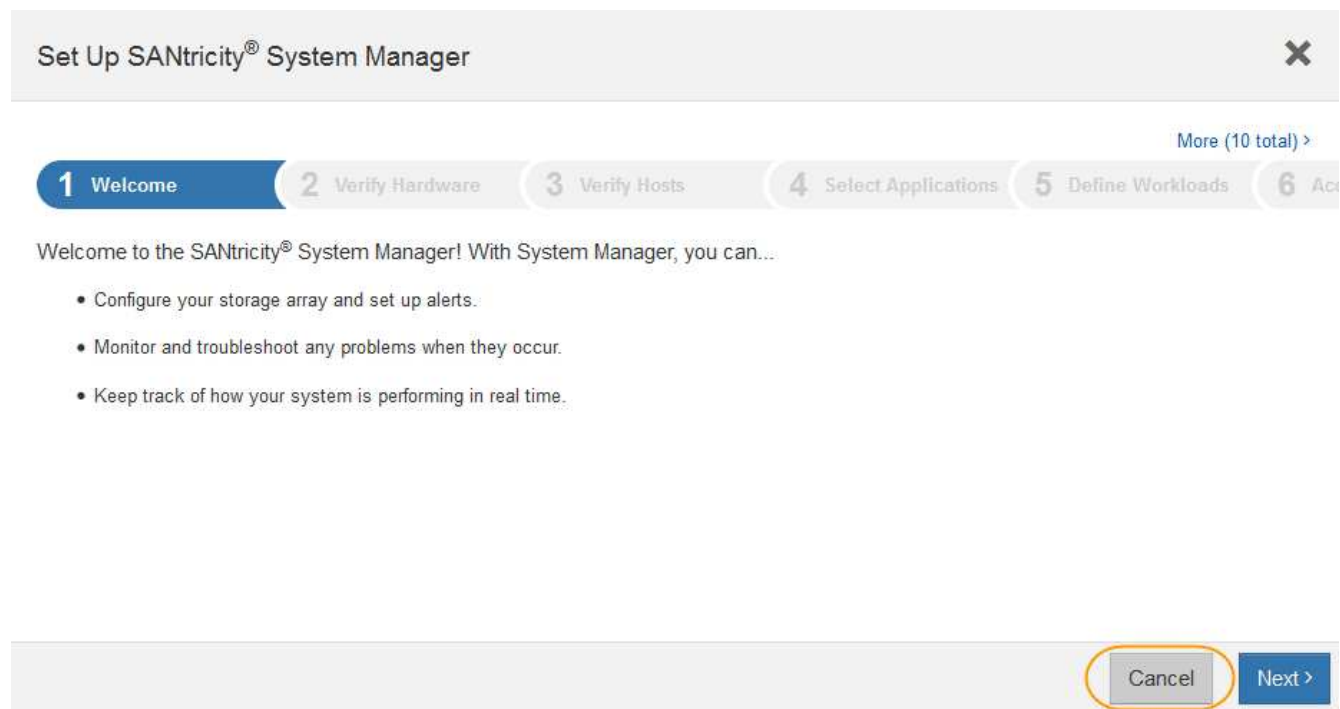 Set Up SANtricity® System Manager
More (10 total) >
1 Welcome 2 Verify Hardware 3 Verify Hosts 4 Select Applications 5 Define Workloads 6 Acc
Welcome to the SANtricity® System Manager! With System Manager, you can...
• Configure your storage array and set up alerts.
• Monitor and troubleshoot any problems when they occur.
• Keep track of how your system is performing in real time.
Cancel Next >